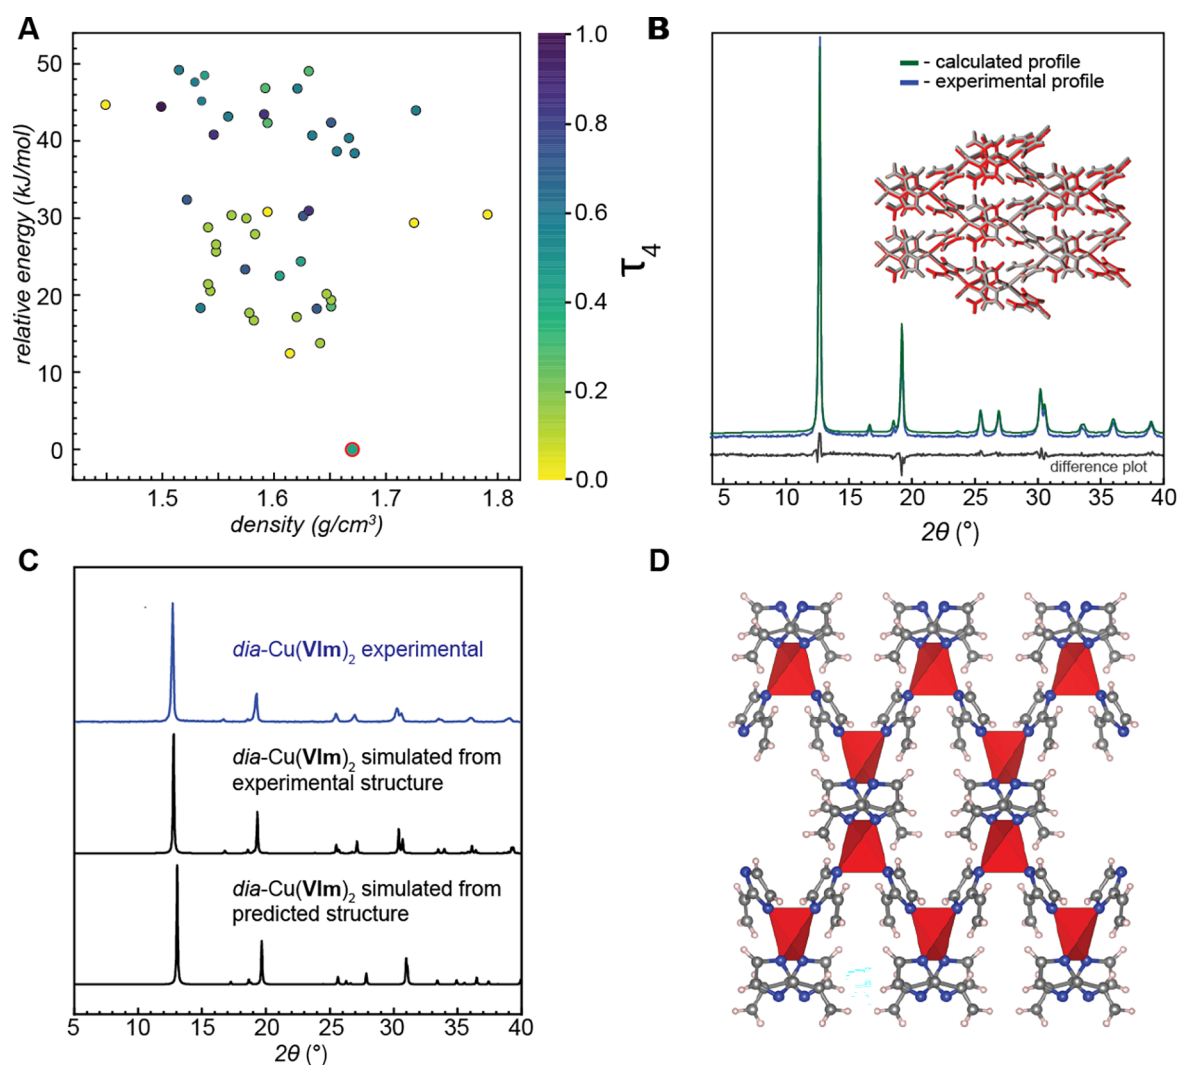 A
relative energy (kJ/mol)
50
40
30
20
10
0
1.5
1.6
1.7
1.8
density (g/cm³)
1.0
0.8
0.6
0.4
0.2
0.0
τ₄
B
- calculated profile
- experimental profile
difference plot
5
10
15
20
25
30
35
40
2θ (°)
C
dia-Cu(VIm)₂ experimental
dia-Cu(VIm)₂ simulated from
experimental structure
dia-Cu(VIm)₂ simulated from
predicted structure
5
10
15
20
25
30
35
40
2θ (°)
D